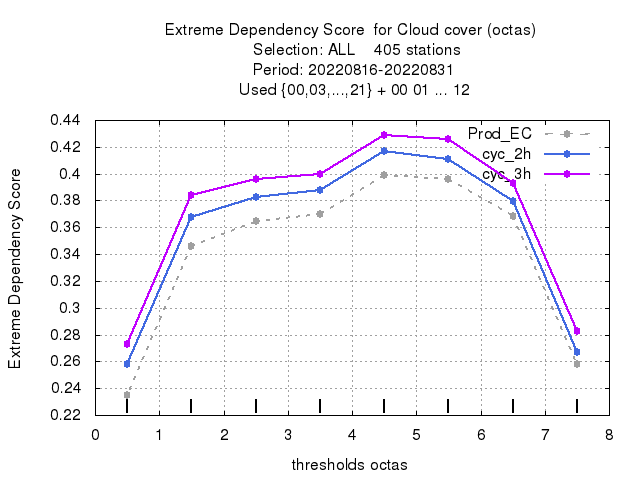 Extreme Dependency Score  for Cloud cover (octas)
Selection: ALL    405 stations
Period: 20220816-20220831
Used {00,03,...,21} + 00 01 ... 12
Prod_EC
cyc_2h
cyc_3h
Extreme Dependency Score
0.44
0.42
0.4
0.38
0.36
0.34
0.32
0.3
0.28
0.26
0.24
0.22
0 1 2 3 4 5 6 7 8
thresholds octas